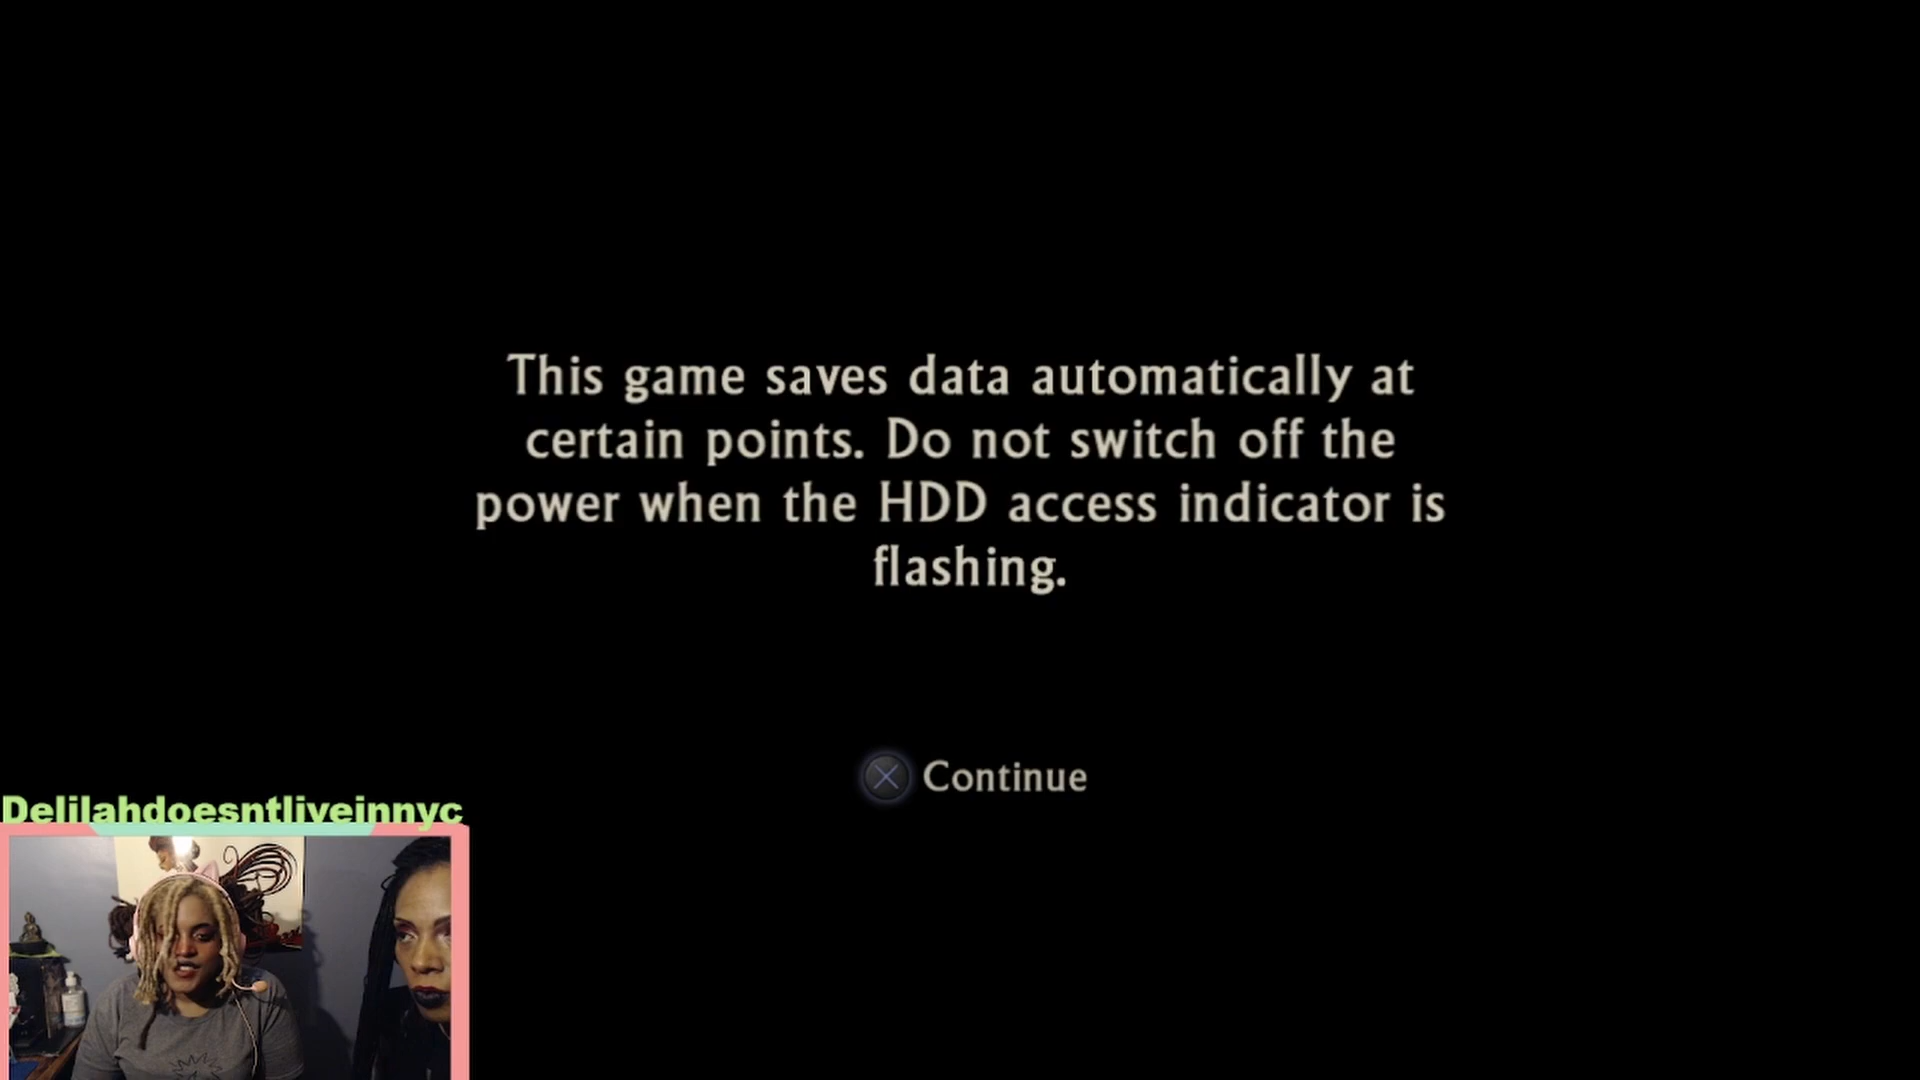 This game saves data automatically at
certain points. Do not switch off the
power when the HDD access indicator is
flashing.
Continue
Delilahdoesntliveinnyc